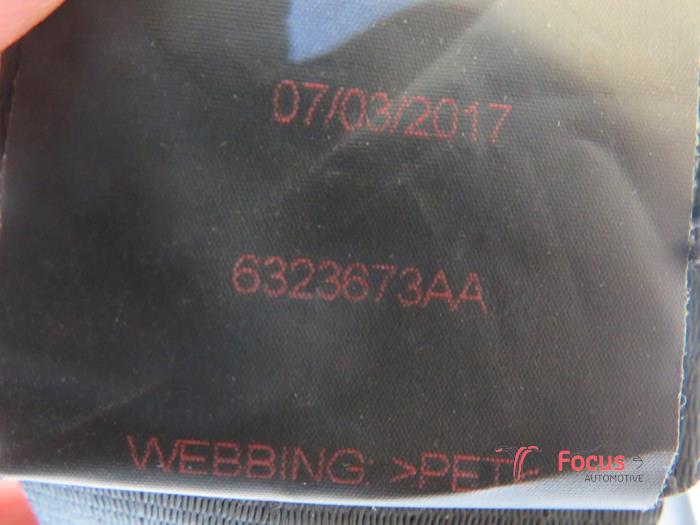 07/03/2017
6323673AA
WEBBING: >PET
Focus
AUTOMOTIVE